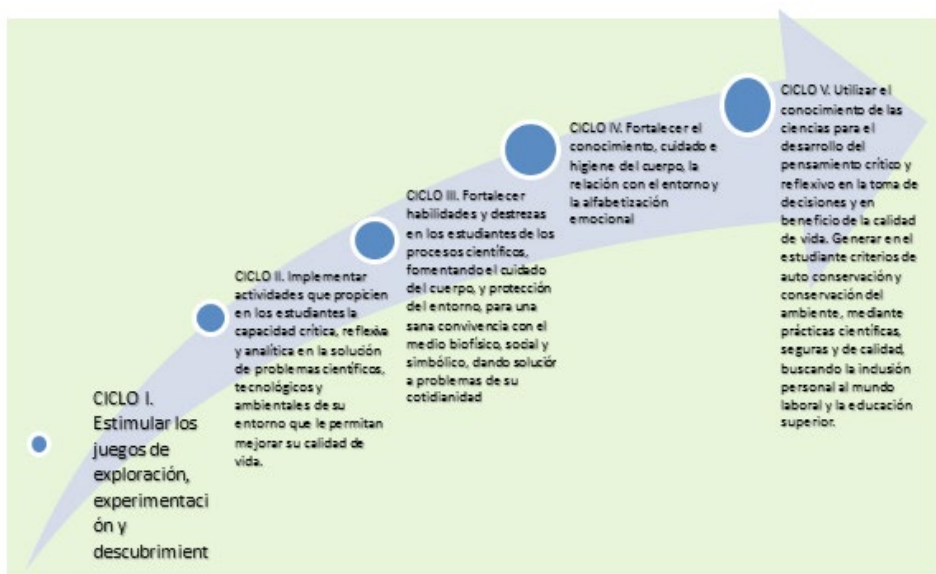 CICLO I.
Estimular los
juegos de
exploración,
experimentaci
ón y
descubrimient
CICLO II. Implementar
actividades que propicien
en los estudiantes la
capacidad crítica, reflexiva
y analítica en la solución
de problemas científicos,
tecnológicos y
ambientales de su
entorno que le permitan
mejorar su calidad de
vida.
CICLO III. Fortalecer
habilidades y destrezas
en los estudiantes de los
procesos científicos,
fomentando el cuidado
del cuerpo, y protección
del entorno, para una
sana convivencia con el
medio biofísico, social y
simbólico, dando solución
a problemas de su
cotidianidad
CICLO IV. Fortalecer el
conocimiento, cuidado e
higiene del cuerpo, la
relación con el entorno y
la alfabetización
emocional
CICLO V. Utilizar el
conocimiento de las
ciencias para el
desarrollo del
pensamiento crítico y
reflexivo en la toma de
decisiones y en
beneficio de la calidad
de vida. Generar en el
estudiante criterios de
auto conservación y
conservación del
ambiente, mediante
prácticas científicas,
seguras y de calidad,
buscando la inclusión
personal al mundo
laboral y la educación
superior.